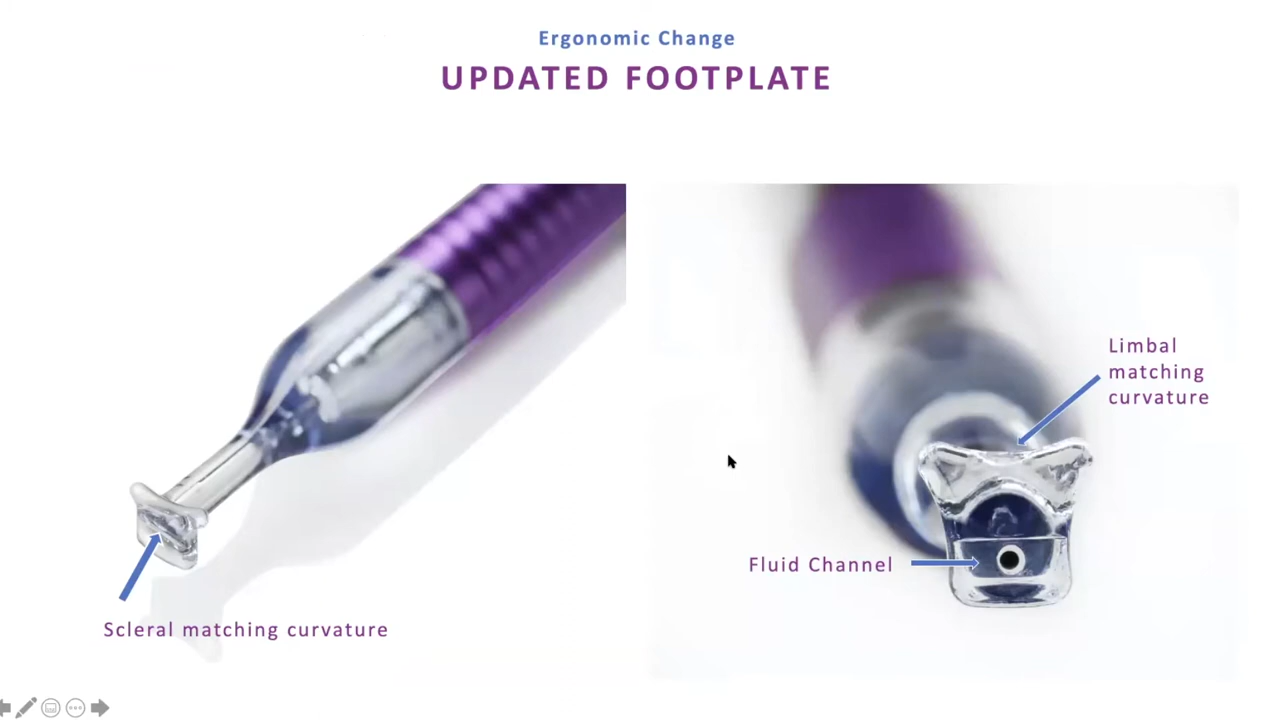 Ergonomic Change
UPDATED FOOTPLATE
Limbal
matching
curvature
Fluid Channel
Scleral matching curvature